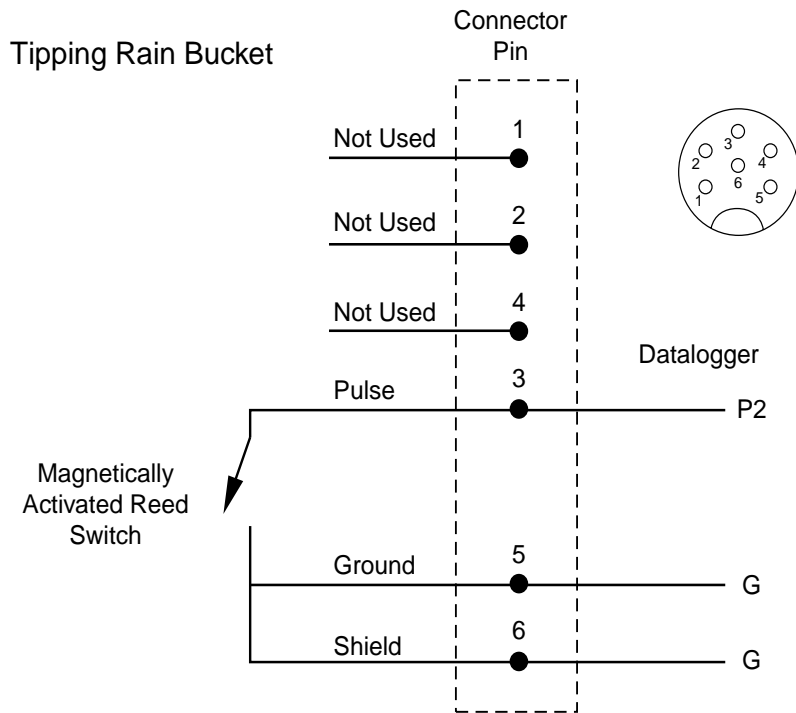 Connector
Pin
Tipping Rain Bucket
Not Used
1
Not Used
2
Not Used
4
Pulse
3
Datalogger
P2
Magnetically
Activated Reed
Switch
Ground
5
G
Shield
6
G
3
2
4
6
1
5